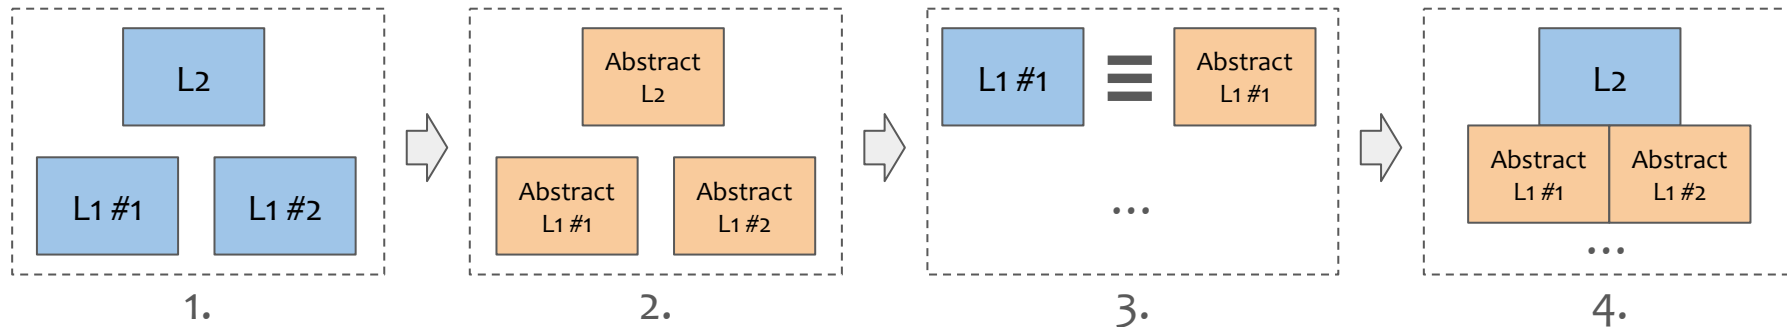 L2
L1 #1
L1 #2
1.
Abstract
L2
Abstract
L1 #1
Abstract
L1 #2
2.
L1 #1
Abstract
L1 #1
...
3.
L2
Abstract
L1 #1
Abstract
L1 #2
...
4.